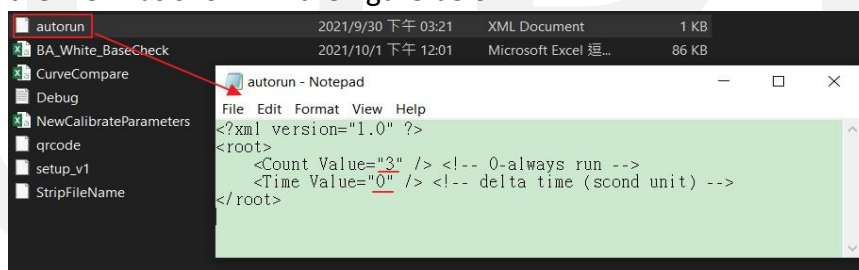 autorun 2021/9/30 下午 03:21 XML Document 1 KB
BA_White_BaseCheck 2021/10/1 下午 12:01 Microsoft Excel 逗... 86 KB
CurveCompare
Debug
NewCalibrateParameters
qrcode
setup_v1
StripFileName
autorun - Notepad
File Edit Format View Help
<?xml version="1.0" ?>
<root>
<Count Value="3" /> <!-- 0-always run -->
<Time Value="0" /> <!-- delta time (scond unit) -->
</root>